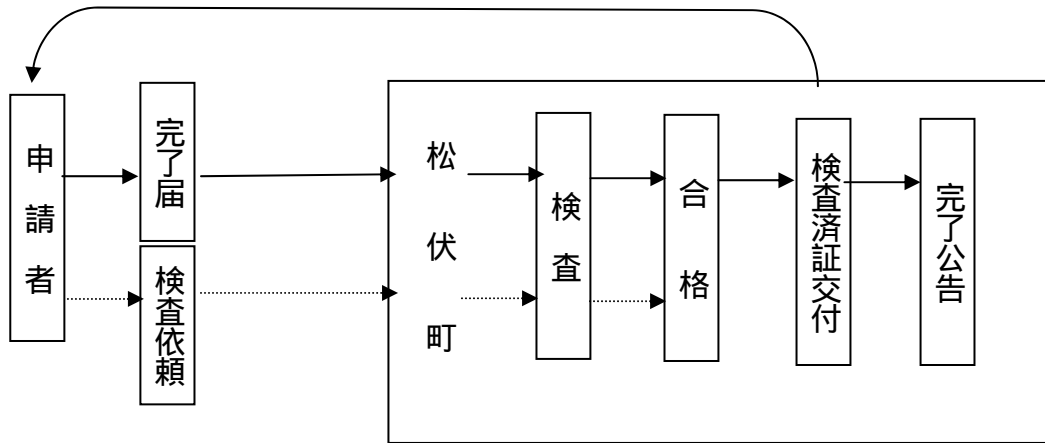 申請者
完了届
検査依頼
松伏町
検査
合格
検査済証交付
完了公告